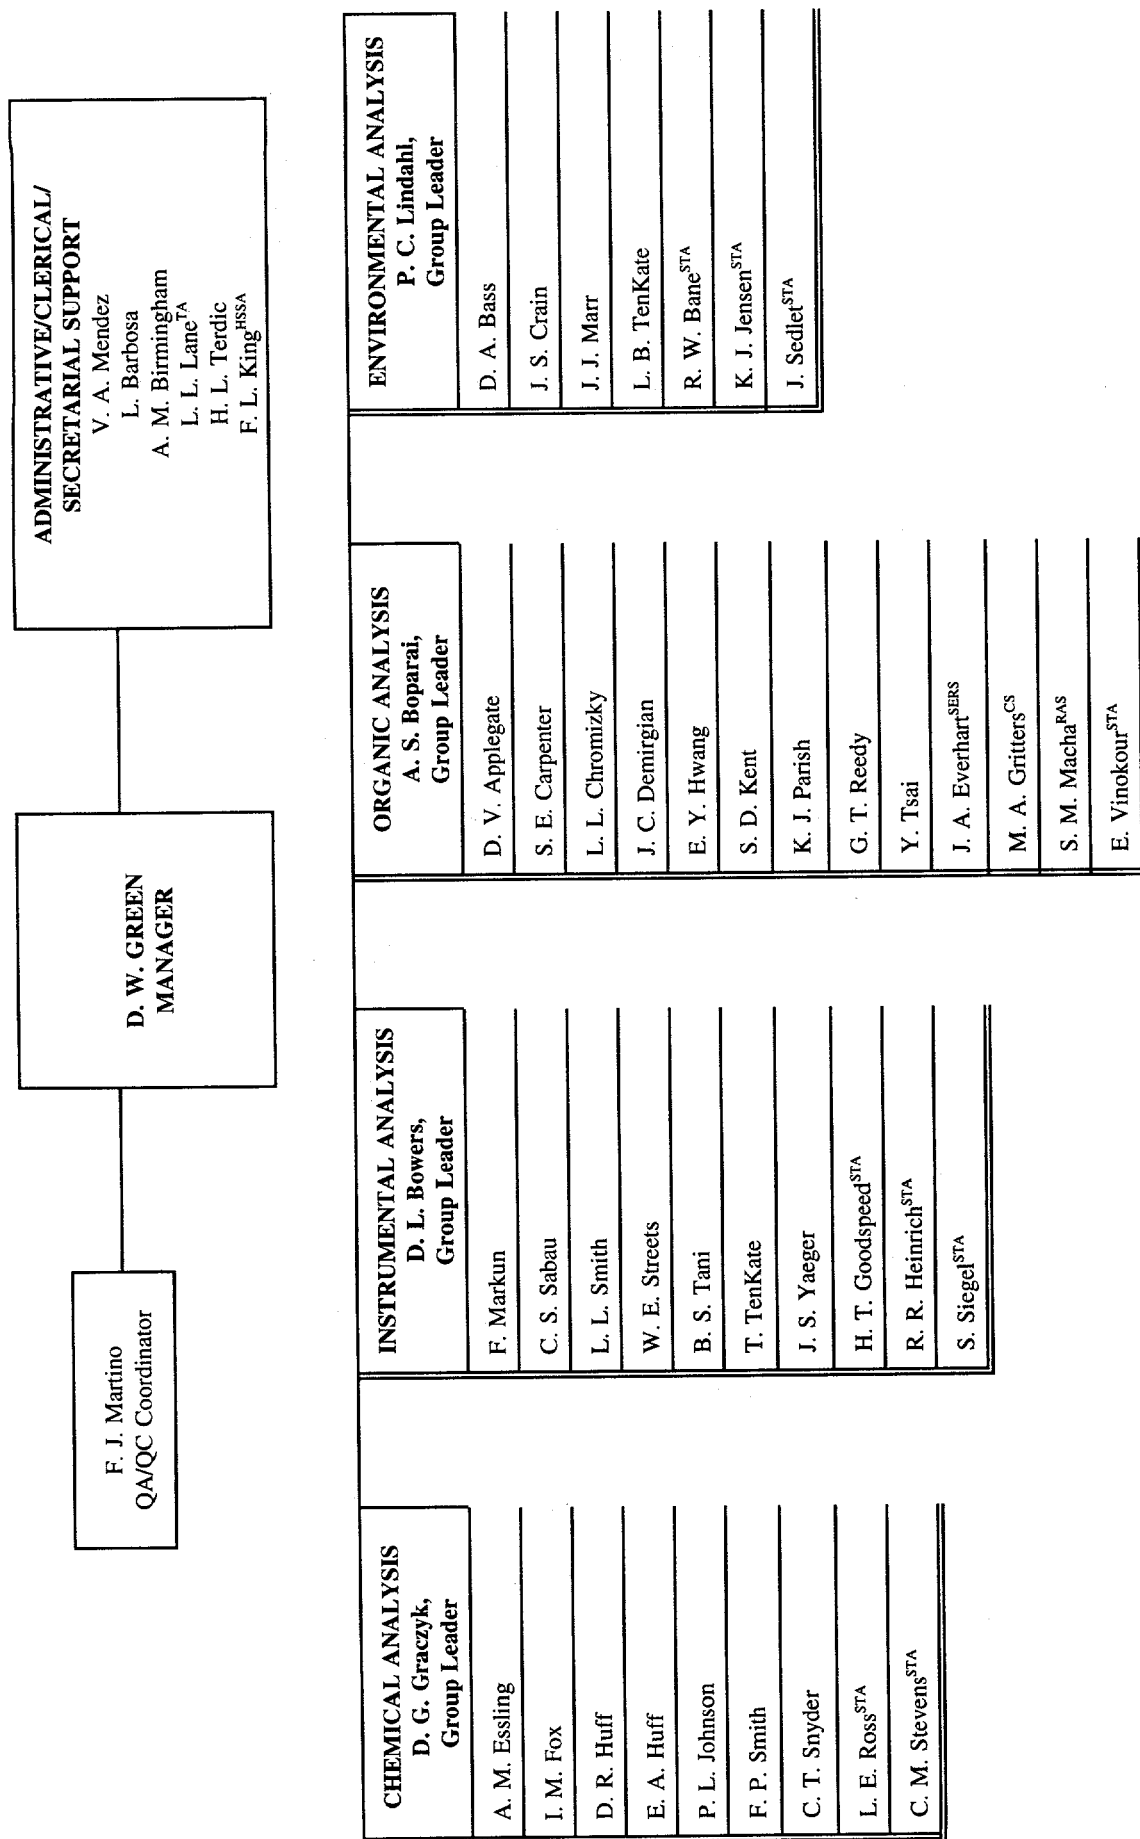 F. J. Martino
QA/QC Coordinator
D. W. GREEN
MANAGER
ADMINISTRATIVE/CLERICAL/
SECRETARIAL SUPPORT
V. A. Mendez
L. Barbosa
A. M. Birmingham
L. L. Lane^TA
H. L. Terdic
F. L. King^HSSA
CHEMICAL ANALYSIS
D. G. Graczyk,
Group Leader
A. M. Essling
I. M. Fox
D. R. Huff
E. A. Huff
P. L. Johnson
F. P. Smith
C. T. Snyder
L. E. Ross^STA
C. M. Stevens^STA
INSTRUMENTAL ANALYSIS
D. L. Bowers,
Group Leader
F. Markun
C. S. Sabau
L. L. Smith
W. E. Streets
B. S. Tani
T. TenKate
J. S. Yaeger
H. T. Goodspeed^STA
R. R. Heinrich^STA
S. Siegel^STA
ORGANIC ANALYSIS
A. S. Boparai,
Group Leader
D. V. Applegate
S. E. Carpenter
L. L. Chromizky
J. C. Demirgian
E. Y. Hwang
S. D. Kent
K. J. Parish
G. T. Reedy
Y. Tsai
J. A. Everhart^SERS
M. A. Gritters^CS
S. M. Macha^RAS
E. Vinokour^STA
ENVIRONMENTAL ANALYSIS
P. C. Lindahl,
Group Leader
D. A. Bass
J. S. Crain
J. J. Marr
L. B. TenKate
R. W. Bane^STA
K. J. Jensen^STA
J. Sedlet^STA